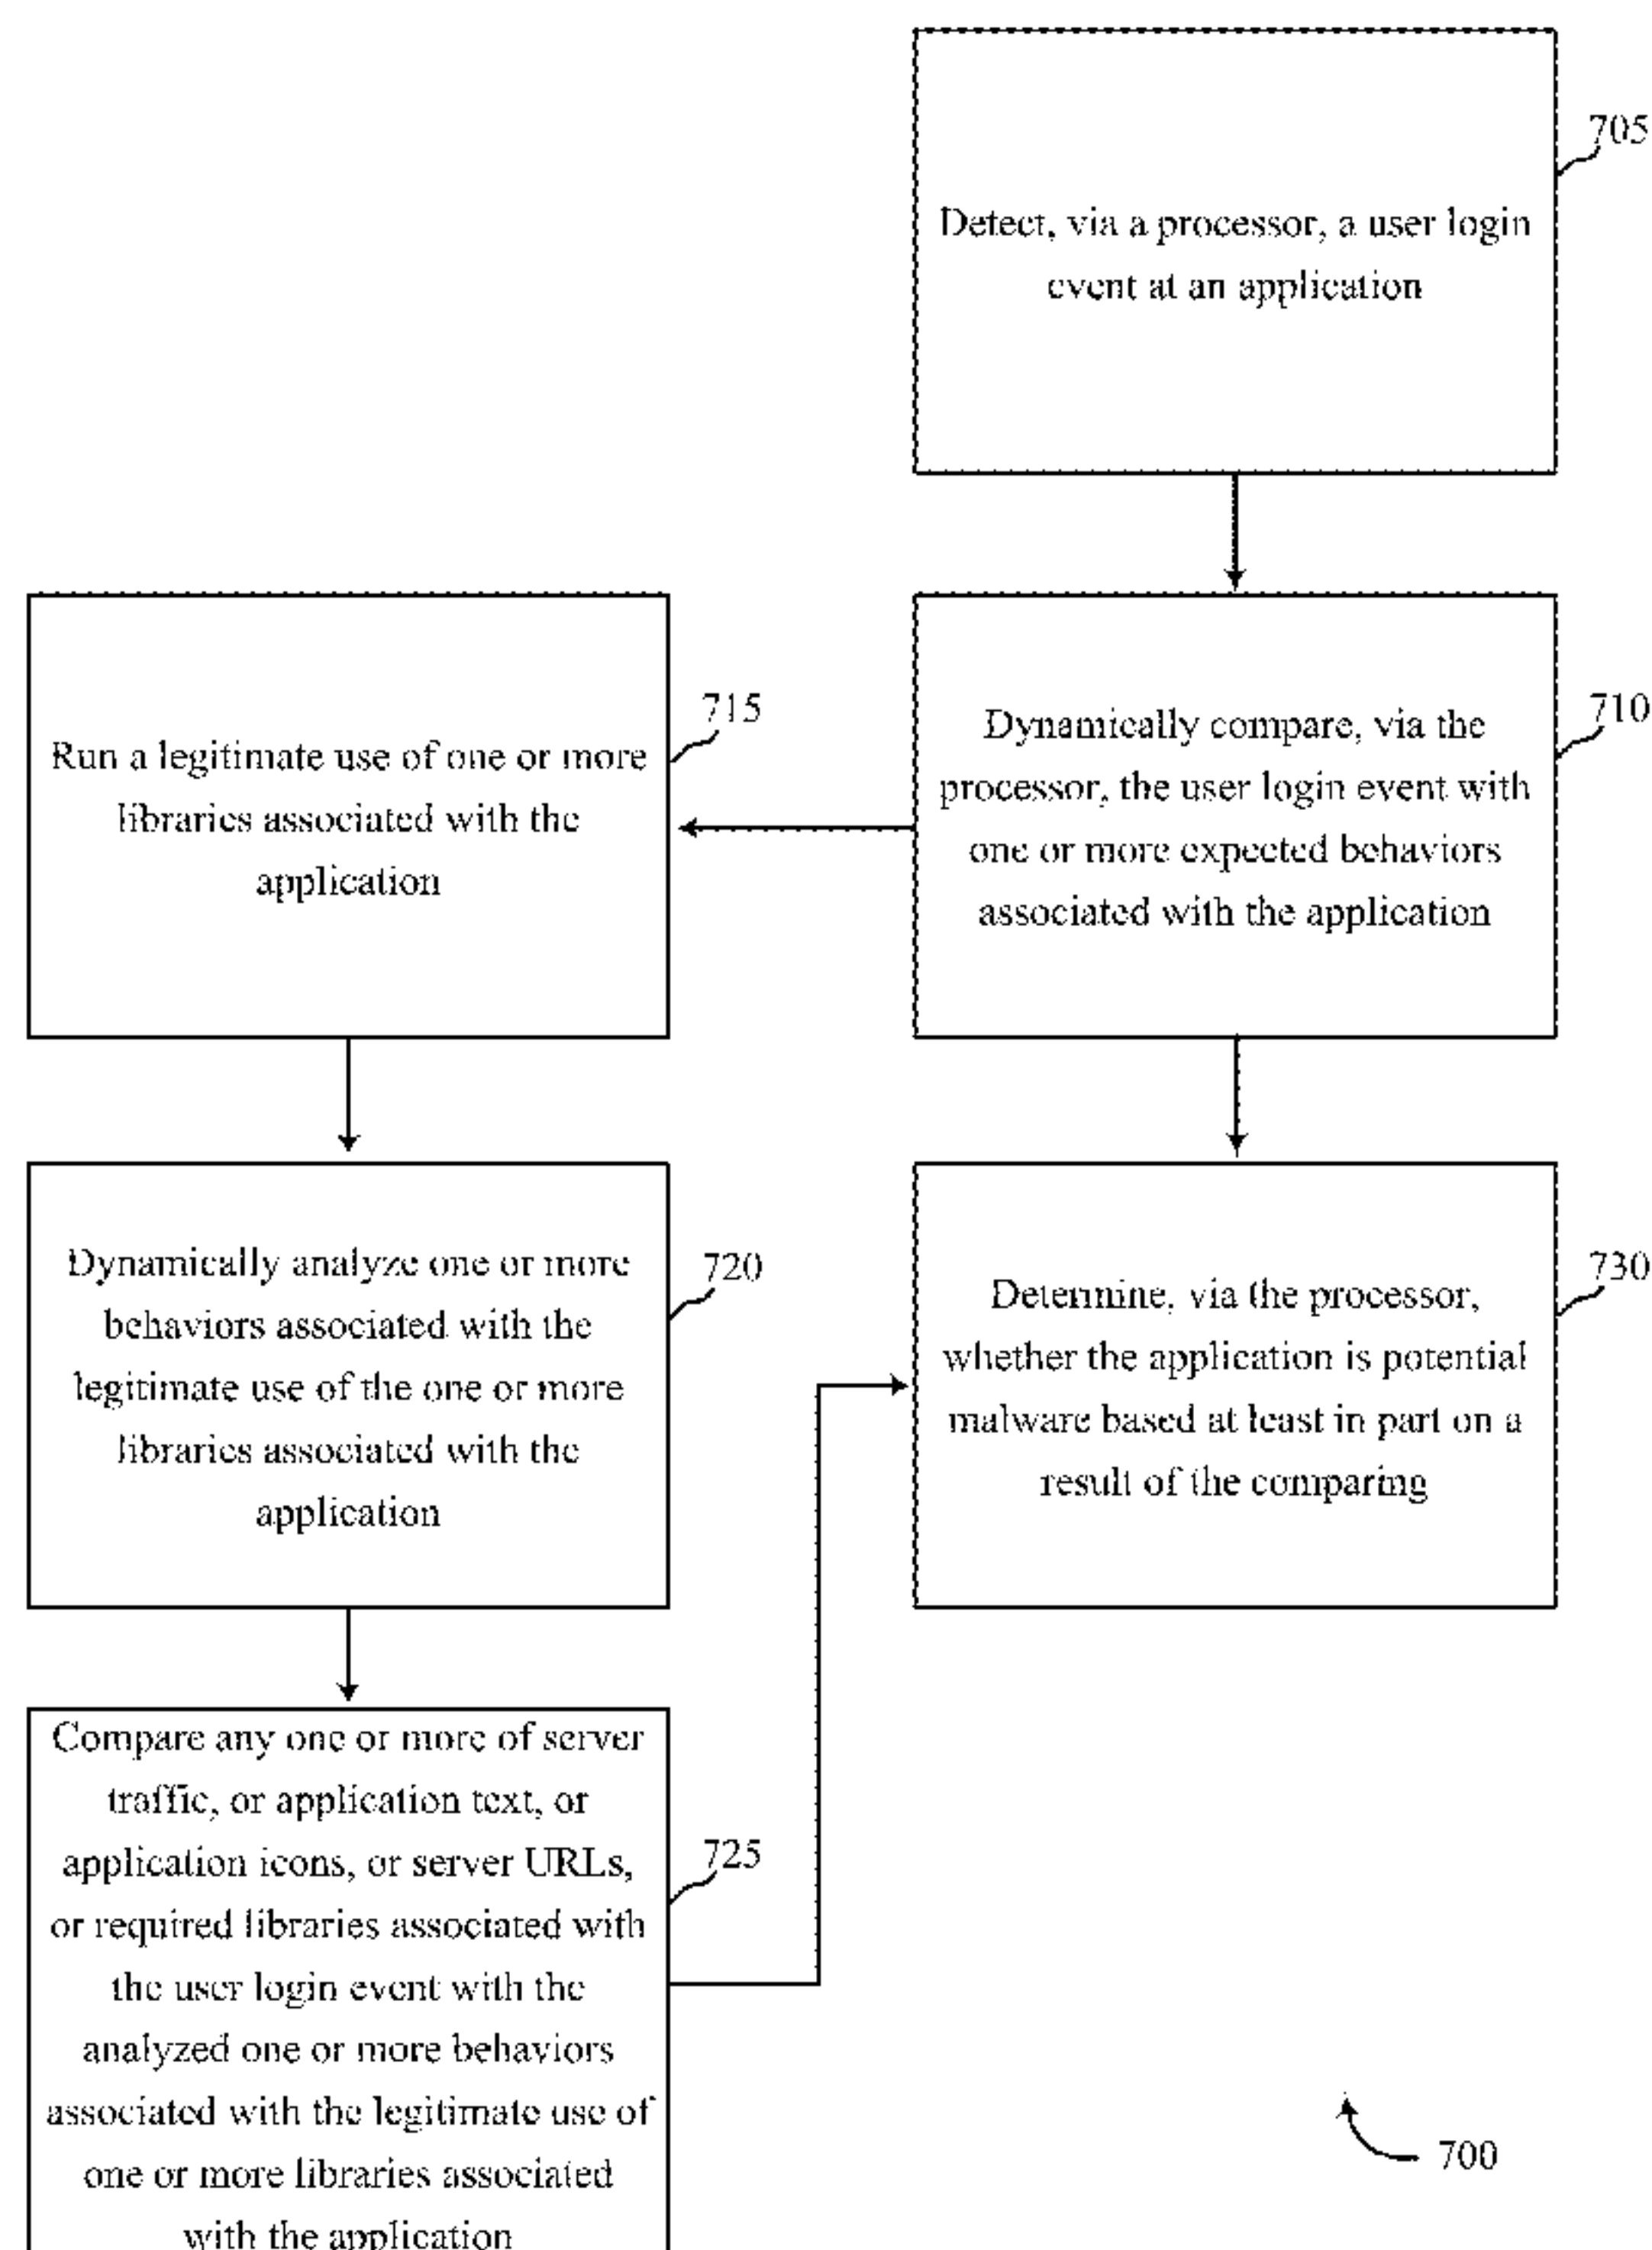 705
Detect, via a processor, a user login
event at an application
715
Run a legitimate use of one or more
libraries associated with the
application
710
Dynamically compare, via the
processor, the user login event with
one or more expected behaviors
associated with the application
720
Dynamically analyze one or more
behaviors associated with the
legitimate use of the one or more
libraries associated with the
application
730
Determine, via the processor,
whether the application is potential
malware based at least in part on a
result of the comparing
725
Compare any one or more of server
traffic, or application text, or
application icons, or server URLs,
or required libraries associated with
the user login event with the
analyzed one or more behaviors
associated with the legitimate use of
one or more libraries associated
with the application
700